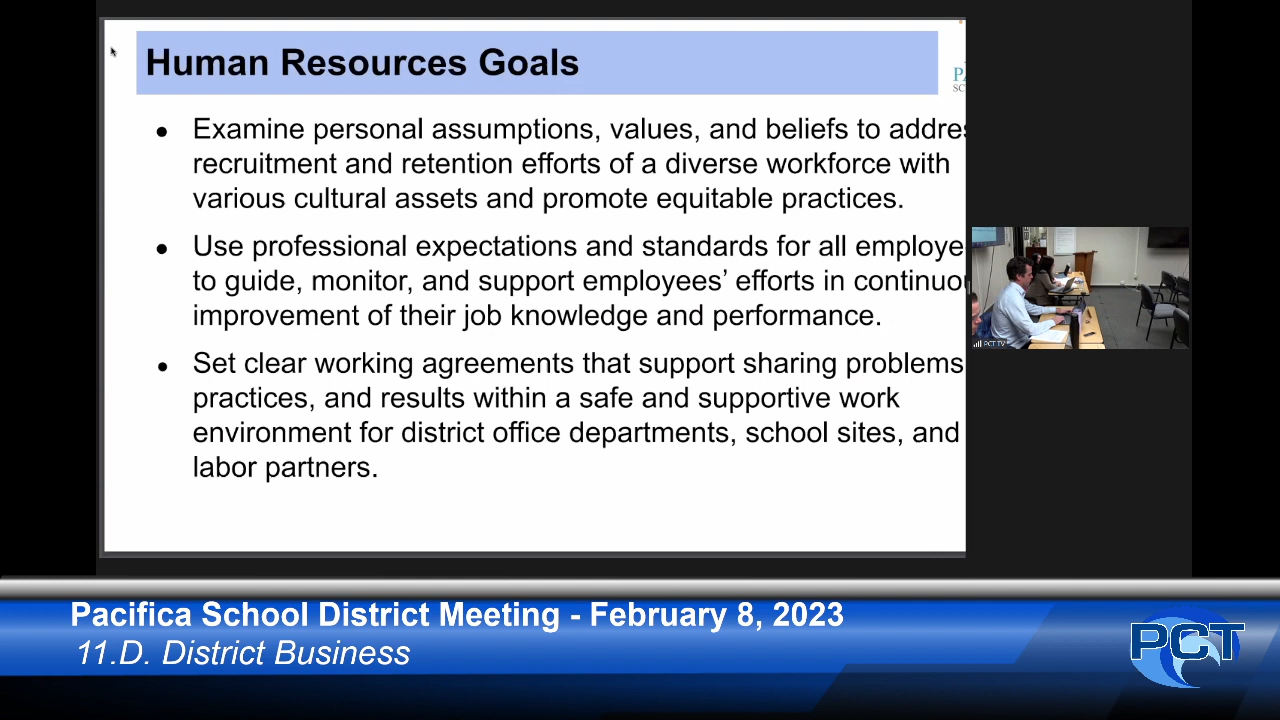 Human Resources Goals
● Examine personal assumptions, values, and beliefs to addres
recruitment and retention efforts of a diverse workforce with
various cultural assets and promote equitable practices.
● Use professional expectations and standards for all employe
to guide, monitor, and support employees’ efforts in continuou
improvement of their job knowledge and performance.
● Set clear working agreements that support sharing problems
practices, and results within a safe and supportive work
environment for district office departments, school sites, and
labor partners.
PCT TV
Pacifica School District Meeting - February 8, 2023
11.D. District Business
PCT